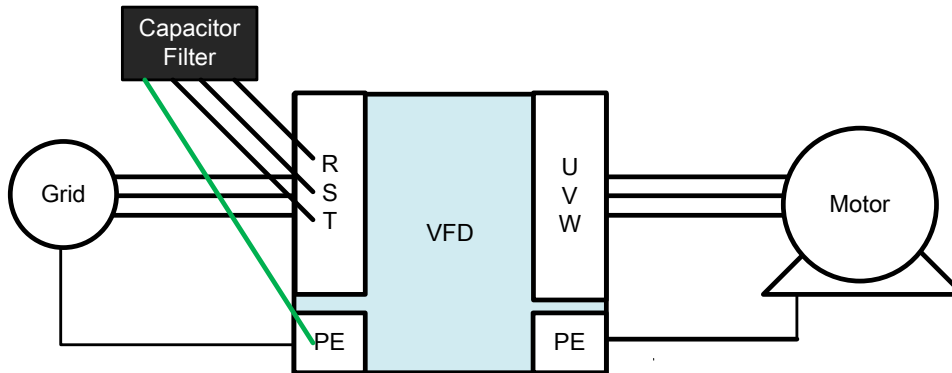 Capacitor
Filter
Grid
R
S
T
VFD
U
V
W
Motor
PE
PE